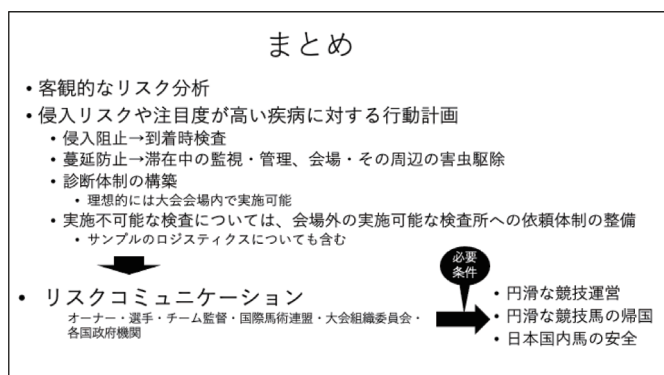 まとめ
• 客観的なリスク分析
• 侵入リスクや注目度が高い疾病に対する行動計画
• 侵入阻止→到着時検査
• 蔓延防止→滞在中の監視・管理、会場・その周辺の害虫駆除
• 診断体制の構築
• 理想的には大会会場内で実施可能
• 実施不可能な検査については、会場外の実施可能な検査所への依頼体制の整備
• サンプルのロジスティクスについても含む
• リスクコミュニケーション
オーナー・選手・チーム監督・国際馬術連盟・大会組織委員会・
各国政府機関
必要
条件
• 円滑な競技運営
• 円滑な競技馬の帰国
• 日本国内馬の安全